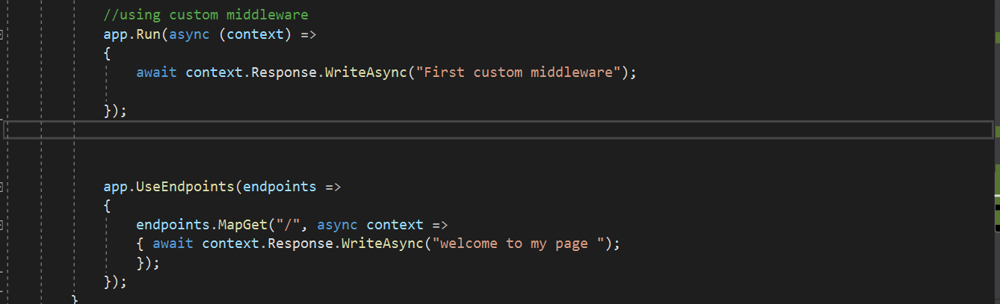 //using custom middleware
app.Run(async (context) =>
{
await context.Response.WriteAsync("First custom middleware");
});
app.UseEndpoints(endpoints =>
{
endpoints.MapGet("/", async context =>
{ await context.Response.WriteAsync("welcome to my page ");
});
});
}